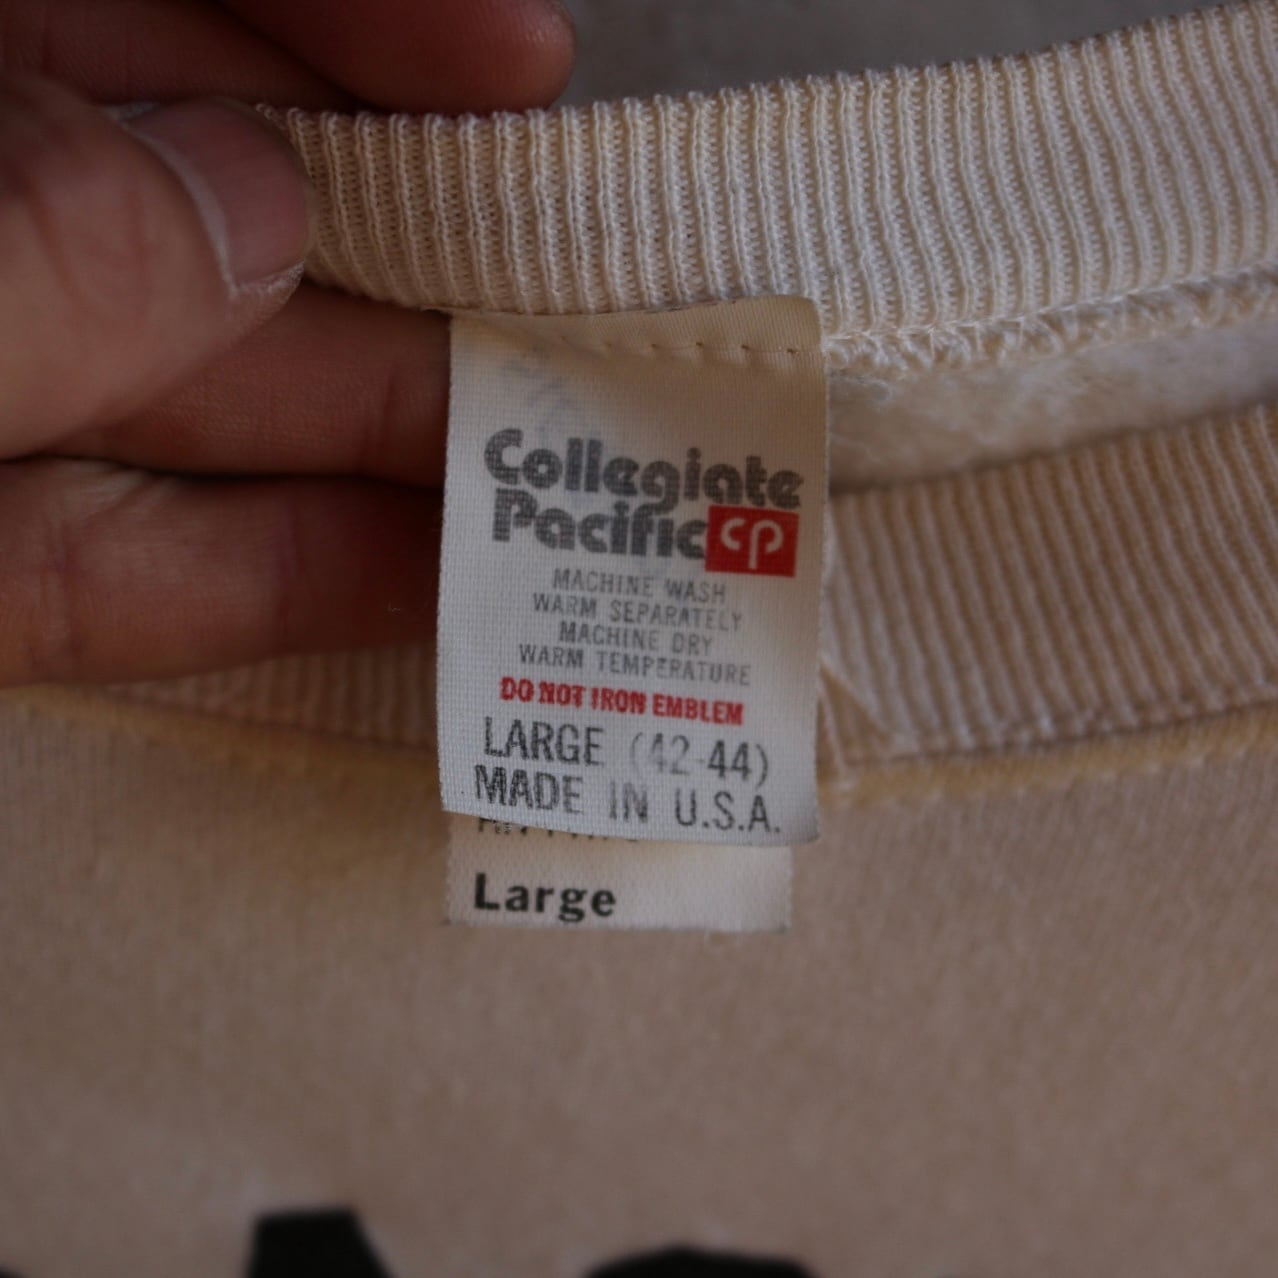 Collegiate
Pacific cp
MACHINE WASH
WARM SEPARATELY
MACHINE DRY
WARM TEMPERATURE
DO NOT IRON EMBLEM
LARGE (42-44)
MADE IN U.S.A.
Large